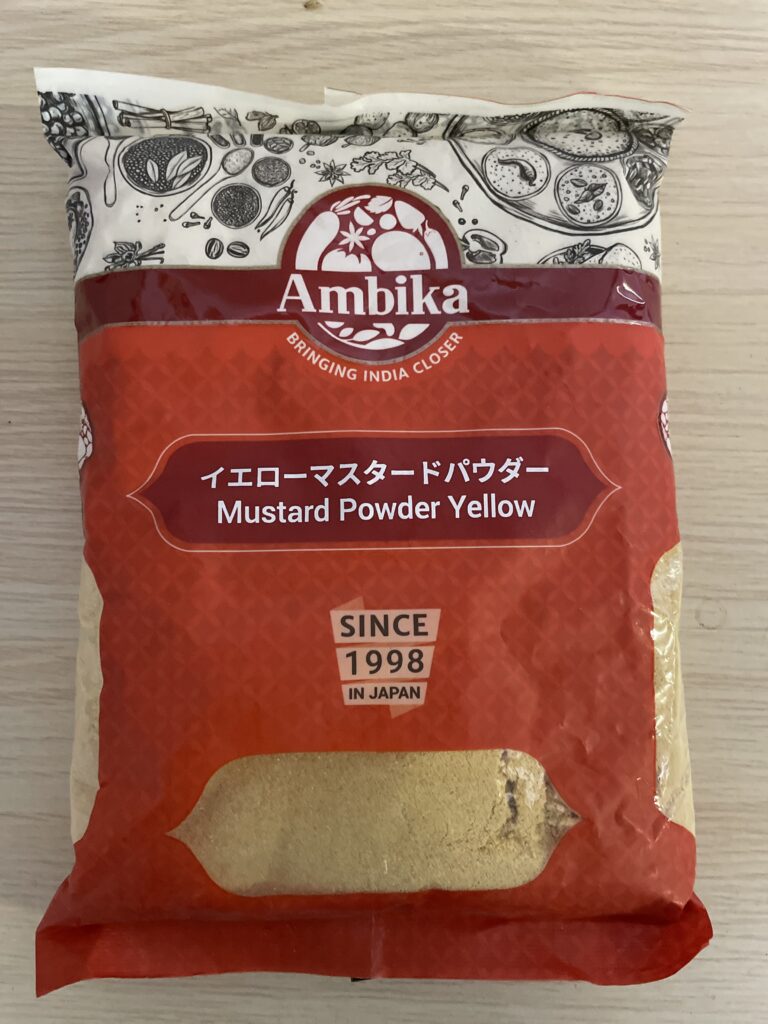 Ambika
BRINGING INDIA CLOSER
イエローマスタードパウダー
Mustard Powder Yellow
SINCE
1998
IN JAPAN